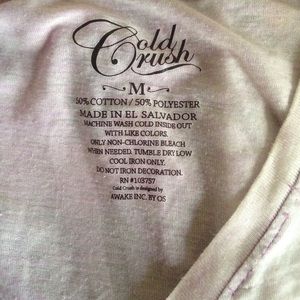 Cold
Crush
M
50% COTTON / 50% POLYESTER
MADE IN EL SALVADOR
MACHINE WASH COLD INSIDE OUT
WITH LIKE COLORS.
ONLY NON-CHLORINE BLEACH
WHEN NEEDED. TUMBLE DRY LOW
COOL IRON ONLY.
DO NOT IRON DECORATION.
RN #103757
Cold Crush is designed by
AWAKE INC. BY OS